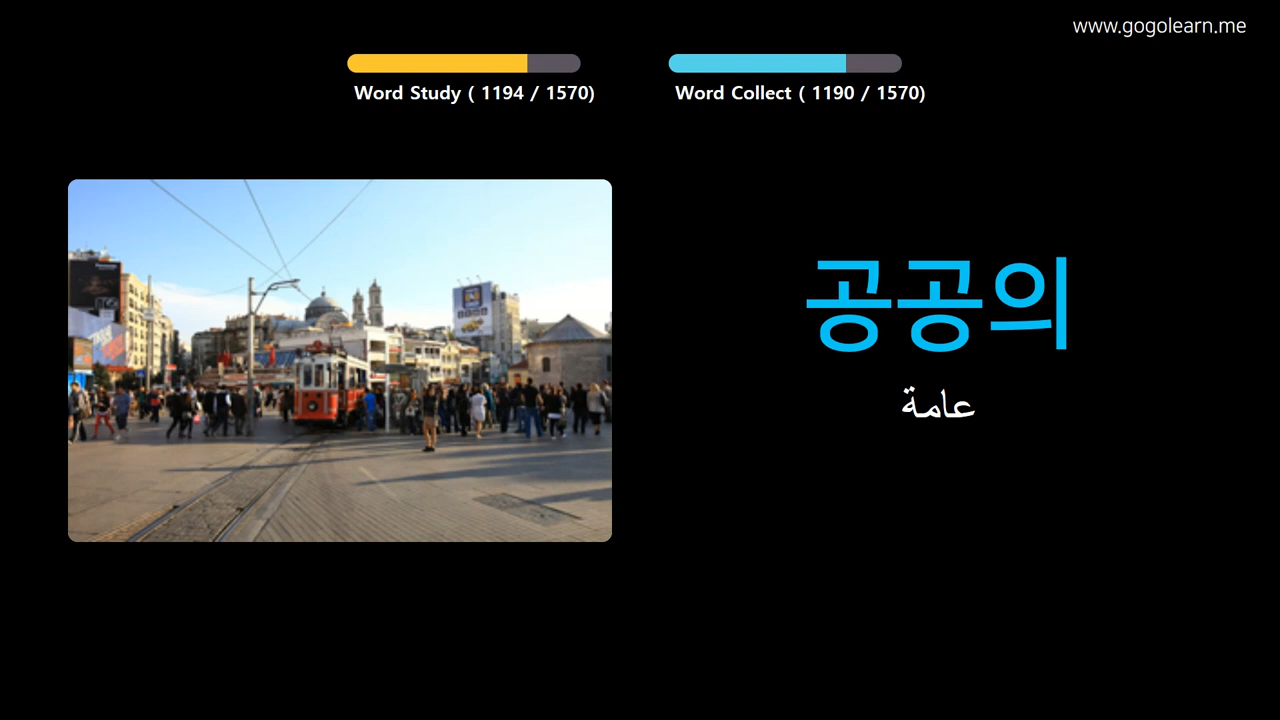 www.gogolearn.me
Word Study ( 1194 / 1570)
Word Collect ( 1190 / 1570)
공공의
عامة